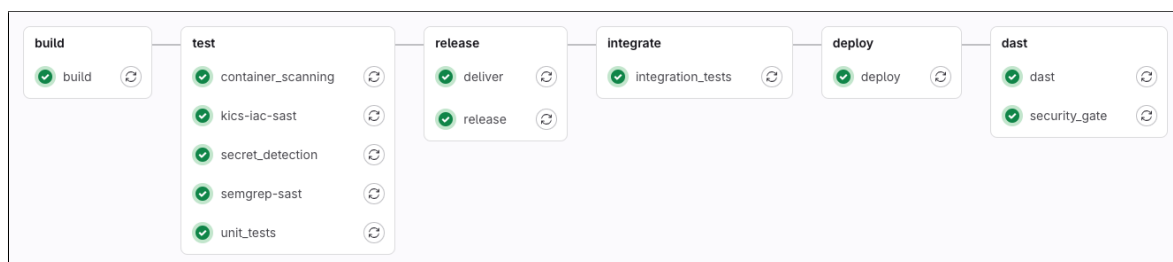 build
build
test
container_scanning
kics-iac-sast
secret_detection
semgrep-sast
unit_tests
release
deliver
release
integrate
integration_tests
deploy
deploy
dast
dast
security_gate